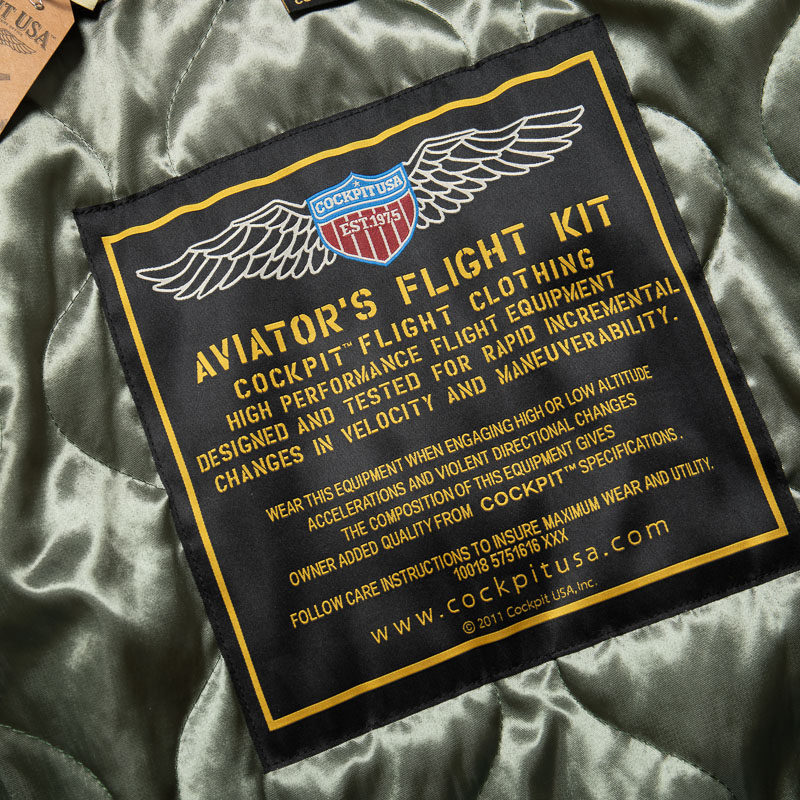 PIT USA
COCKPIT USA
EST. 1975
AVIATOR'S FLIGHT KIT
COCKPIT™ FLIGHT CLOTHING
HIGH PERFORMANCE FLIGHT EQUIPMENT
DESIGNED AND TESTED FOR RAPID INCREMENTAL
CHANGES IN VELOCITY AND MANEUVERABILITY.
WEAR THIS EQUIPMENT WHEN ENGAGING HIGH OR LOW ALTITUDE
ACCELERATIONS AND VIOLENT DIRECTIONAL CHANGES
THE COMPOSITION OF THIS EQUIPMENT GIVES
OWNER ADDED QUALITY FROM COCKPIT™ SPECIFICATIONS.
FOLLOW CARE INSTRUCTIONS TO INSURE MAXIMUM WEAR AND UTILITY.
10018 5751616 XXX
www.cockpitusa.com
© 2011 Cockpit USA, Inc.